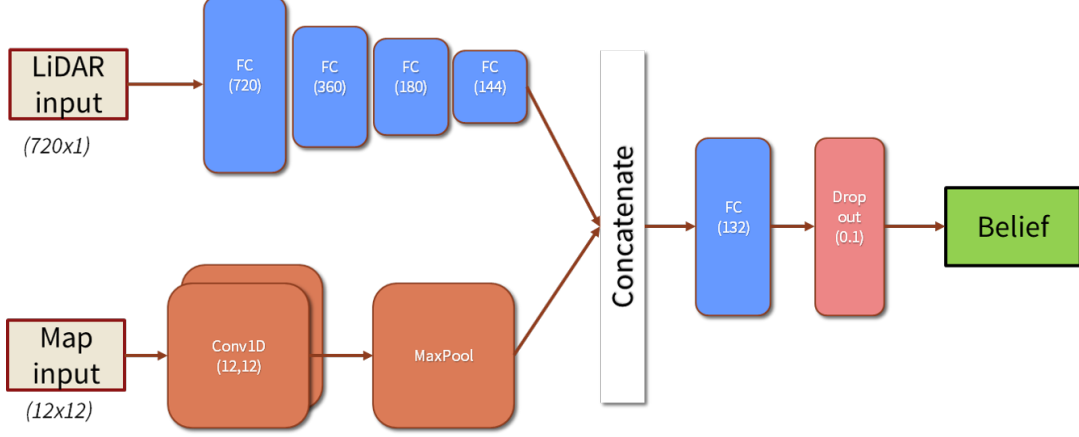 LiDAR
input
(720x1)
FC
(720)
FC
(360)
FC
(180)
FC
(144)
Map
input
(12x12)
Conv1D
(12,12)
MaxPool
Concatenate
FC
(132)
Drop
out
(0.1)
Belief